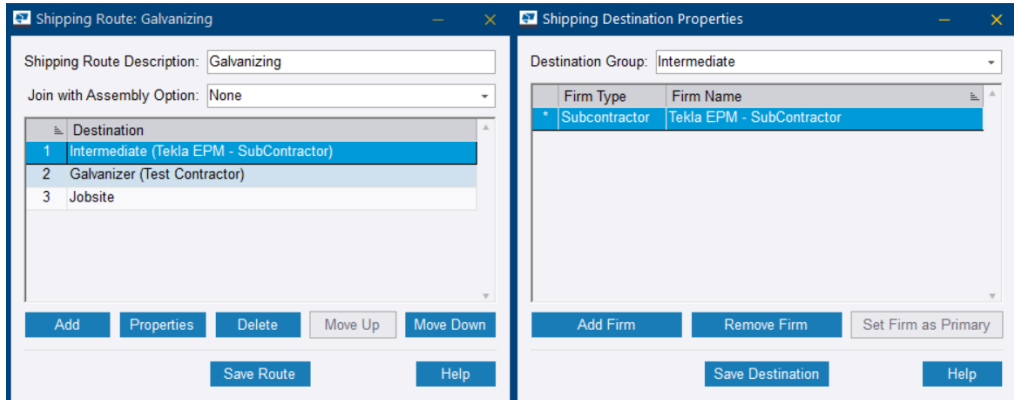 Shipping Route: Galvanizing
Shipping Route Description: Galvanizing
Join with Assembly Option: None
Destination
1 Intermediate (Tekla EPM - SubContractor)
2 Galvanizer (Test Contractor)
3 Jobsite
Add Properties Delete Move Up Move Down
Save Route Help
Shipping Destination Properties
Destination Group: Intermediate
Firm Type Firm Name
* Subcontractor Tekla EPM - SubContractor
Add Firm Remove Firm Set Firm as Primary
Save Destination Help